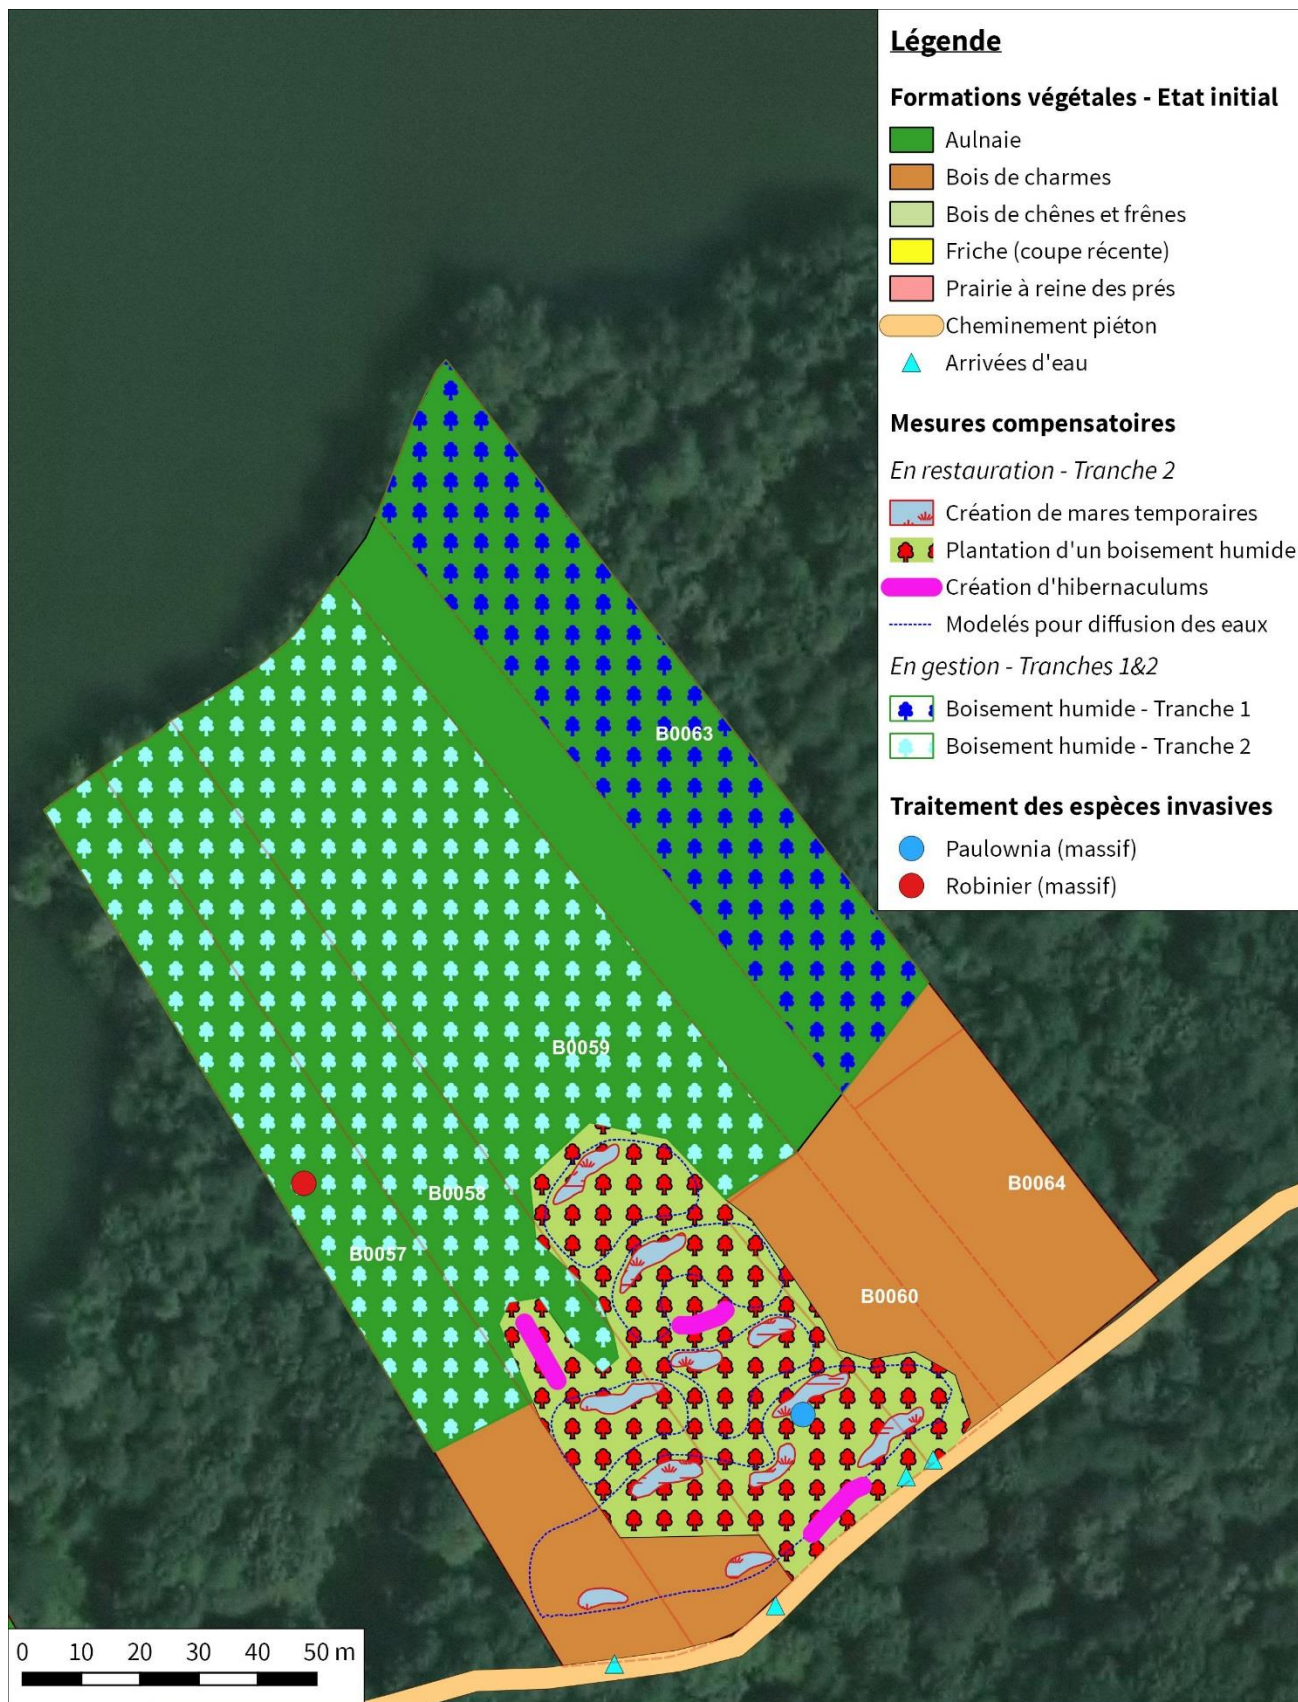 Légende
Formations végétales - Etat initial
Aulnaie
Bois de charmes
Bois de chênes et frênes
Friche (coupe récente)
Prairie à reine des prés
Cheminement piéton
Arrivées d'eau
Mesures compensatoires
En restauration - Tranche 2
Création de mares temporaires
Plantation d'un boisement humide
Création d'hibernaculums
Modelés pour diffusion des eaux
En gestion - Tranches 1&2
Boisement humide - Tranche 1
Boisement humide - Tranche 2
Traitement des espèces invasives
Paulownia (massif)
Robinier (massif)
B0063
B0059
B0058
B0064
B0057
B0060
0 10 20 30 40 50 m